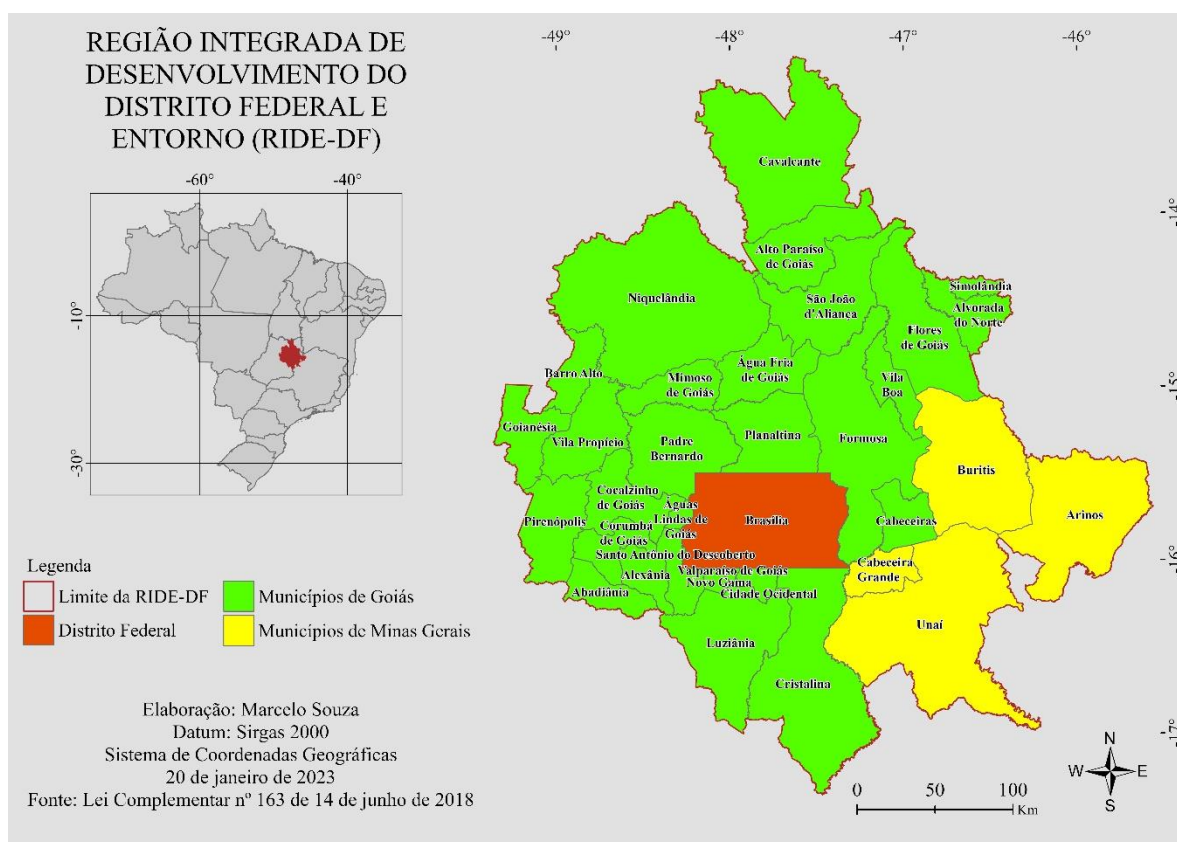 REGIÃO INTEGRADA DE
DESENVOLVIMENTO DO
DISTRITO FEDERAL E
ENTORNO (RIDE-DF)
-60°
-40°
-10°
-30°
Legenda
Limite da RIDE-DF
Municípios de Goiás
Distrito Federal
Municípios de Minas Gerais
Elaboração: Marcelo Souza
Datum: Sirgas 2000
Sistema de Coordenadas Geográficas
20 de janeiro de 2023
Fonte: Lei Complementar nº 163 de 14 de junho de 2018
-49°
-48°
-47°
-46°
-14°
-15°
-16°
-17°
Cavalcante
Alto Paraíso
de Goiás
Niquelândia
São João
d'Aliança
Simolândia
Alvorada
do Norte
Flores
de Goiás
Barro Alto
Mimoso
de Goiás
Água Fria
de Goiás
Vila
Boa
Goianésia
Vila Propício
Padre
Bernardo
Planaltina
Formosa
Buritis
Arinos
Pirenópolis
Cocalzinho
de Goiás
Águas
Lindas de
Goiás
Corumba
de Goiás
Brasília
Cabeceiras
Santo Antônio do Descoberto
Alexânia
Valparaíso de Goiás
Novo Gama
Cidade Ocidental
Abadiânia
Cabeceira
Grande
Unaí
Luziânia
Cristalina
N
W
E
S
0
50
100
Km